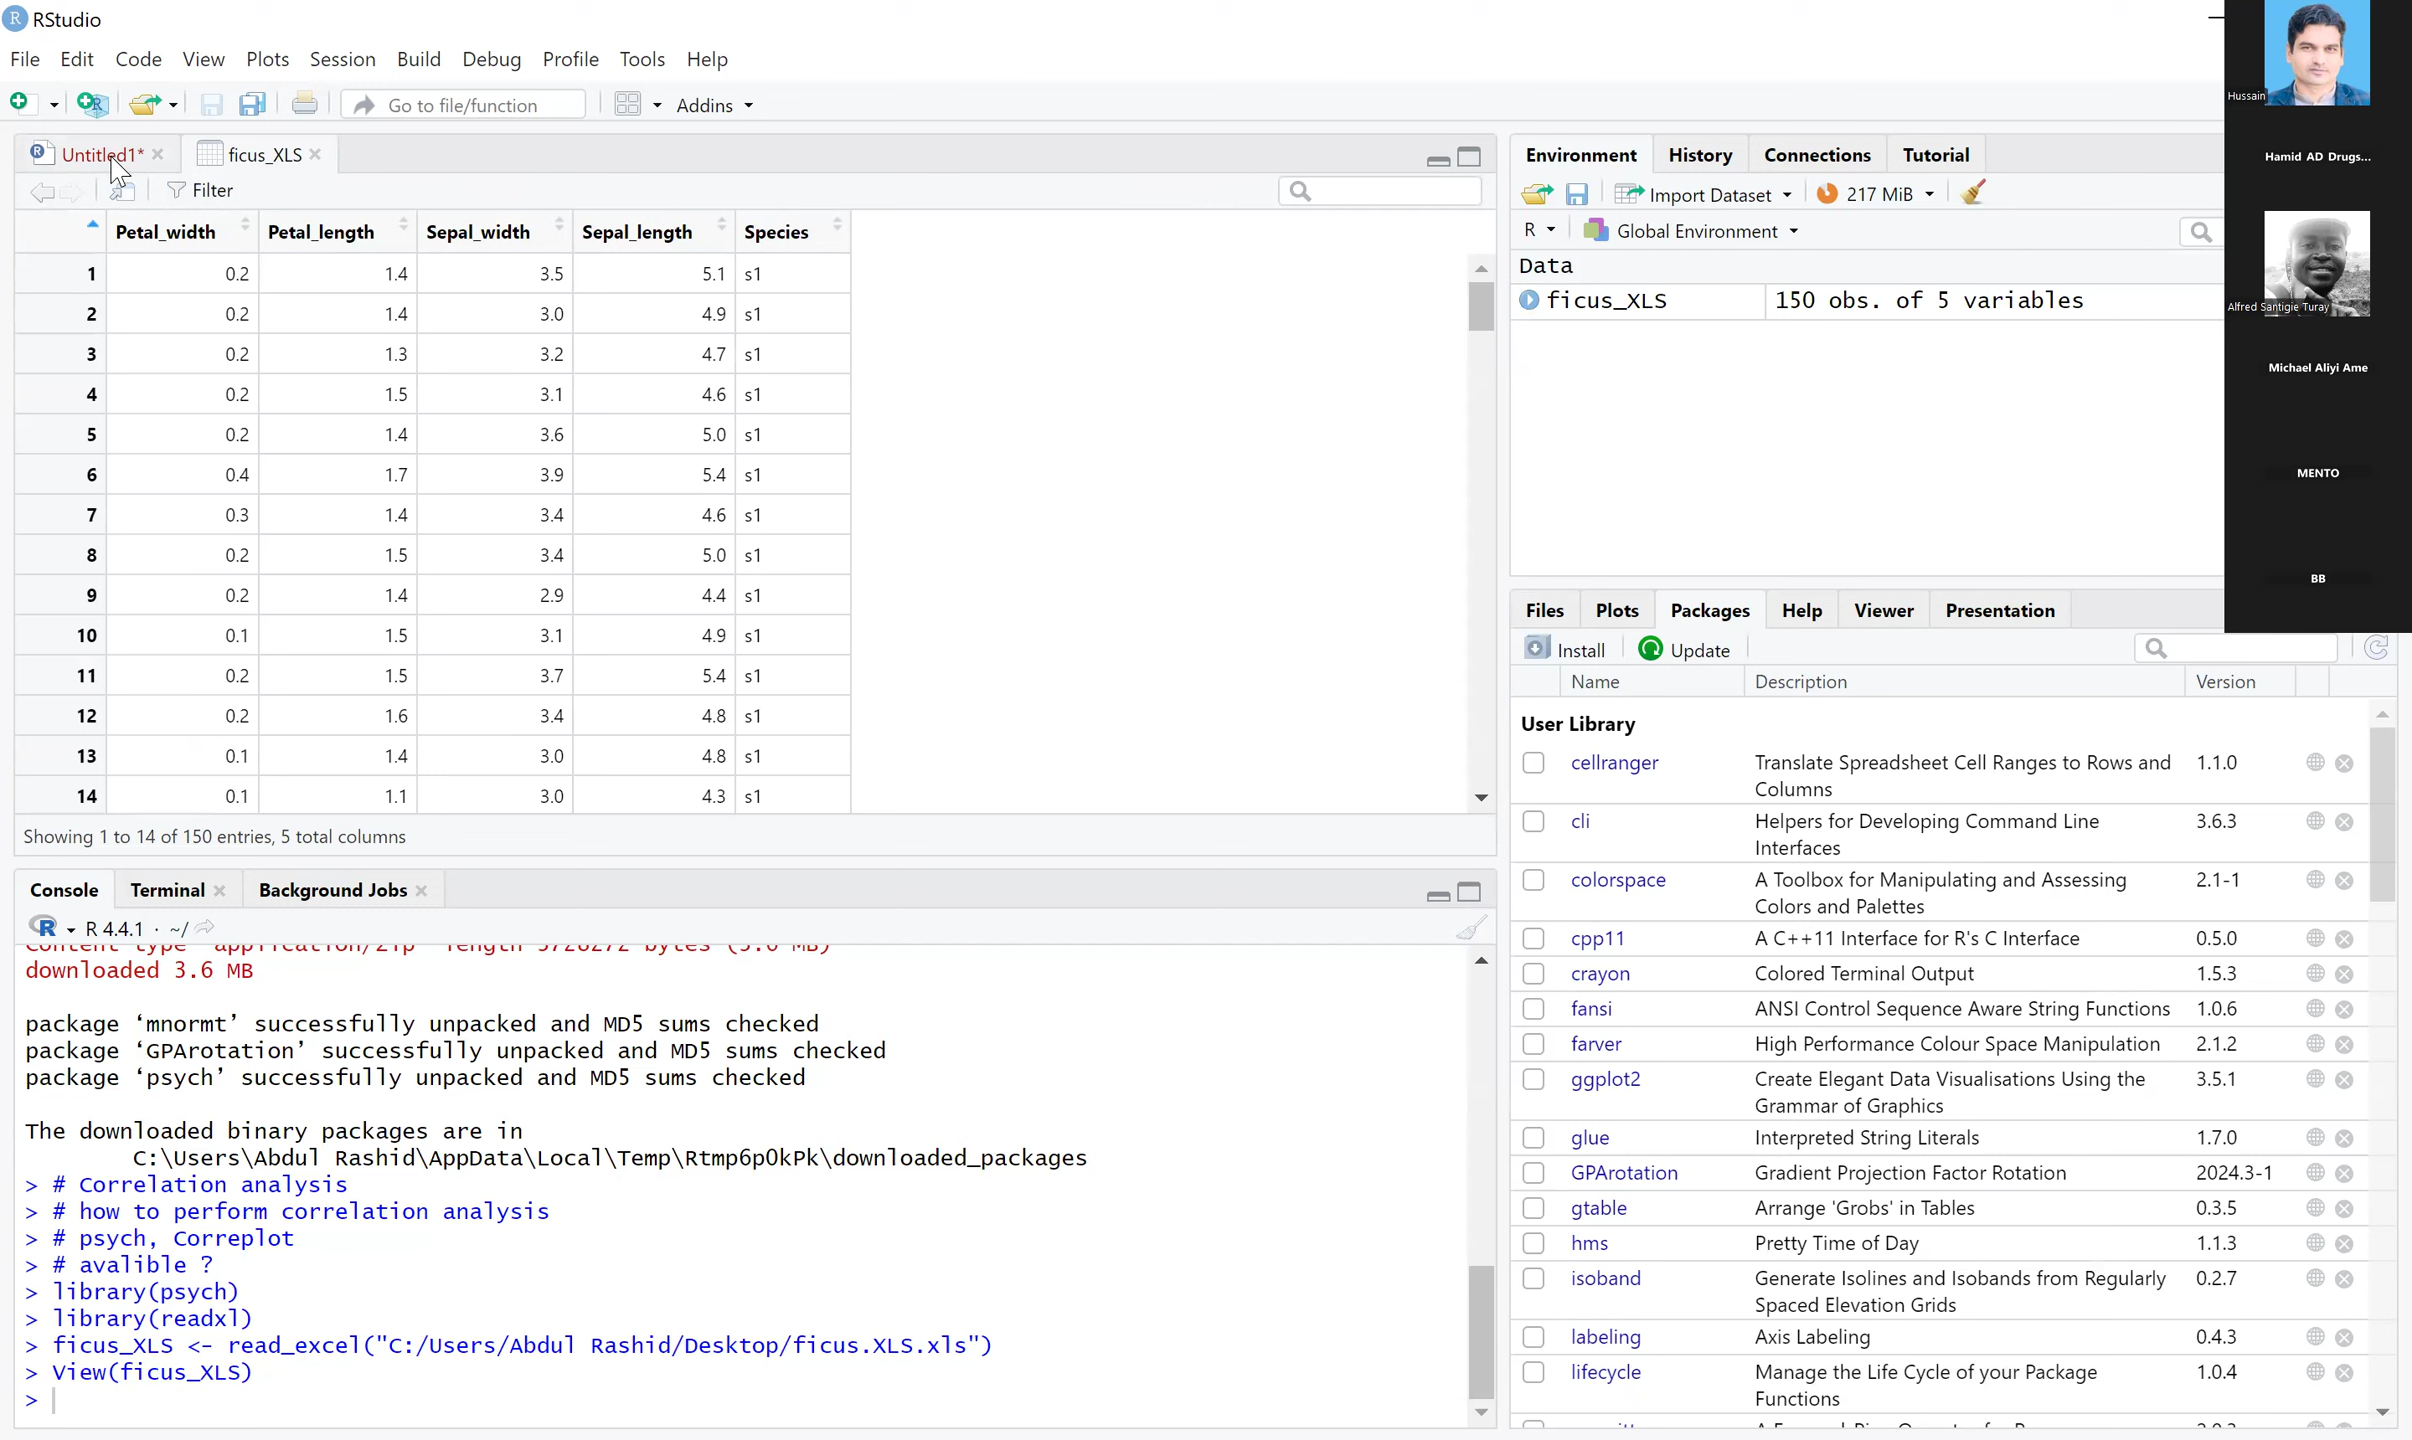 RStudio
File Edit Code View Plots Session Build Debug Profile Tools Help
Go to file/function Addins
Untitled1* ficus_XLS
Filter
Petal_width Petal_length Sepal_width Sepal_length Species
1 0.2 1.4 3.5 5.1 s1
2 0.2 1.4 3.0 4.9 s1
3 0.2 1.3 3.2 4.7 s1
4 0.2 1.5 3.1 4.6 s1
5 0.2 1.4 3.6 5.0 s1
6 0.4 1.7 3.9 5.4 s1
7 0.3 1.4 3.4 4.6 s1
8 0.2 1.5 3.4 5.0 s1
9 0.2 1.4 2.9 4.4 s1
10 0.1 1.5 3.1 4.9 s1
11 0.2 1.5 3.7 5.4 s1
12 0.2 1.6 3.4 4.8 s1
13 0.1 1.4 3.0 4.8 s1
14 0.1 1.1 3.0 4.3 s1
Showing 1 to 14 of 150 entries, 5 total columns
Console Terminal Background Jobs
R 4.4.1 · ~/
Content type 'application/zip' length 3728272 bytes (3.6 MB)
downloaded 3.6 MB
package ‘mnormt’ successfully unpacked and MD5 sums checked
package ‘GPArotation’ successfully unpacked and MD5 sums checked
package ‘psych’ successfully unpacked and MD5 sums checked
The downloaded binary packages are in
C:\Users\Abdul Rashid\AppData\Local\Temp\Rtmp6pOkPk\downloaded_packages
> # Correlation analysis
> # how to perform correlation analysis
> # psych, Correplot
> # avalible ?
> library(psych)
> library(readxl)
> ficus_XLS <- read_excel("C:/Users/Abdul Rashid/Desktop/ficus.XLS.xls")
> View(ficus_XLS)
>
Environment History Connections Tutorial
Import Dataset 217 MiB
R Global Environment
Data
ficus_XLS 150 obs. of 5 variables
Files Plots Packages Help Viewer Presentation
Install Update
Name Description Version
User Library
cellranger Translate Spreadsheet Cell Ranges to Rows and 1.1.0
Columns
cli Helpers for Developing Command Line 3.6.3
Interfaces
colorspace A Toolbox for Manipulating and Assessing 2.1-1
Colors and Palettes
cpp11 A C++11 Interface for R's C Interface 0.5.0
crayon Colored Terminal Output 1.5.3
fansi ANSI Control Sequence Aware String Functions 1.0.6
farver High Performance Colour Space Manipulation 2.1.2
ggplot2 Create Elegant Data Visualisations Using the 3.5.1
Grammar of Graphics
glue Interpreted String Literals 1.7.0
GPArotation Gradient Projection Factor Rotation 2024.3-1
gtable Arrange 'Grobs' in Tables 0.3.5
hms Pretty Time of Day 1.1.3
isoband Generate Isolines and Isobands from Regularly 0.2.7
Spaced Elevation Grids
labeling Axis Labeling 0.4.3
lifecycle Manage the Life Cycle of your Package 1.0.4
Functions
Hussain
Hamid AD Drugs...
Alfred Santigie Turay
Michael Aliyi Ame
MENTO
BB